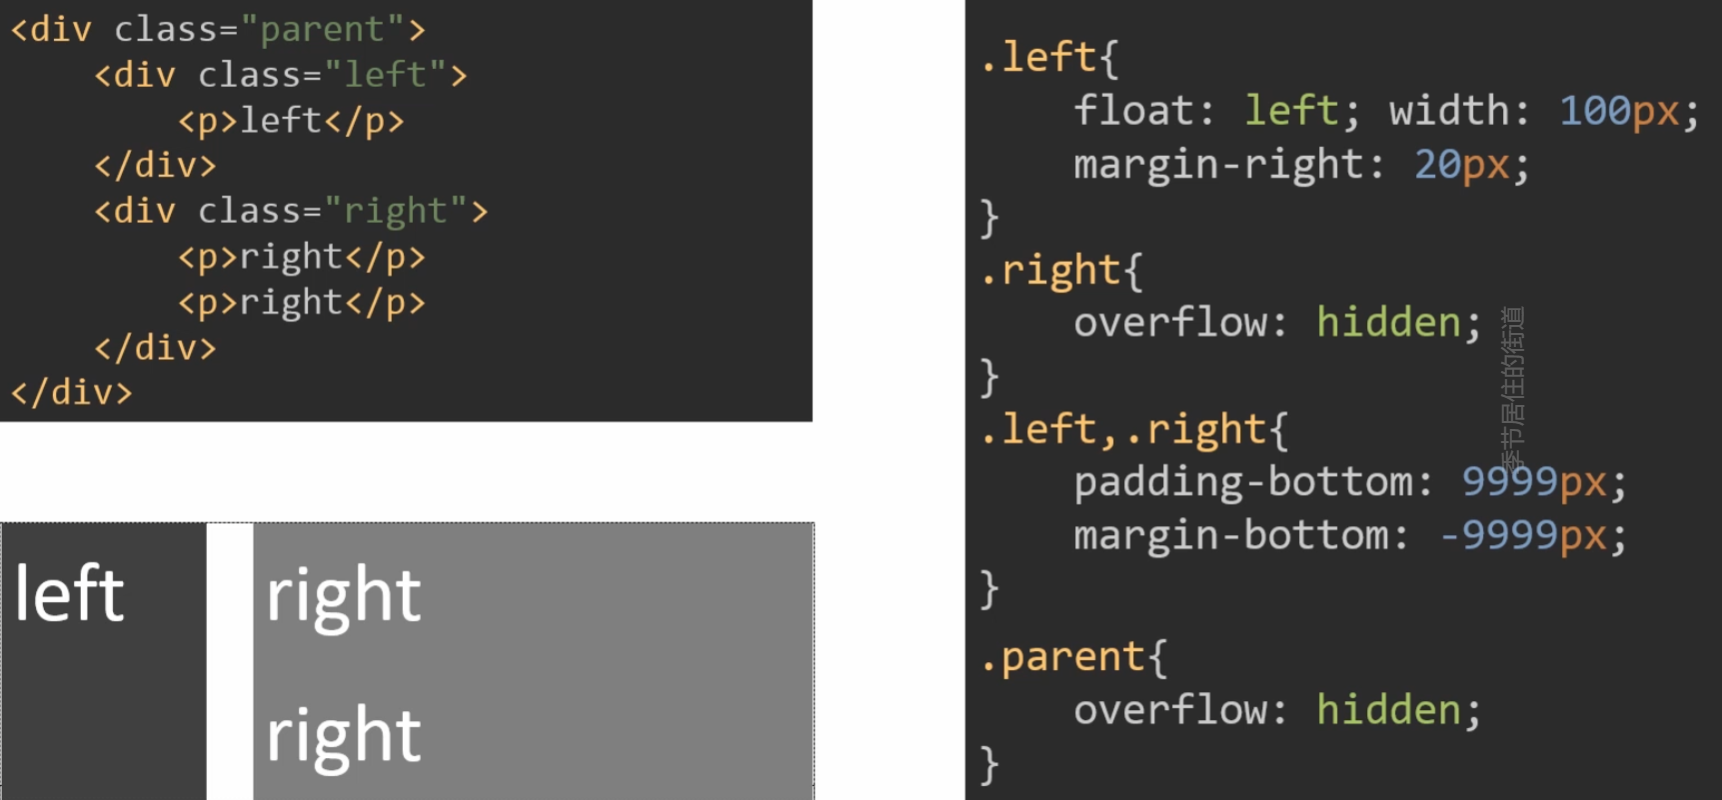 <div class="parent">
    <div class="left">
        <p>left</p>
    </div>
    <div class="right">
        <p>right</p>
        <p>right</p>
    </div>
</div>
left
right
right
.left{
    float: left; width: 100px;
    margin-right: 20px;
}
.right{
    overflow: hidden;
}
.left,.right{
    padding-bottom: 9999px;
    margin-bottom: -9999px;
}
.parent{
    overflow: hidden;
}
季节居住的街道